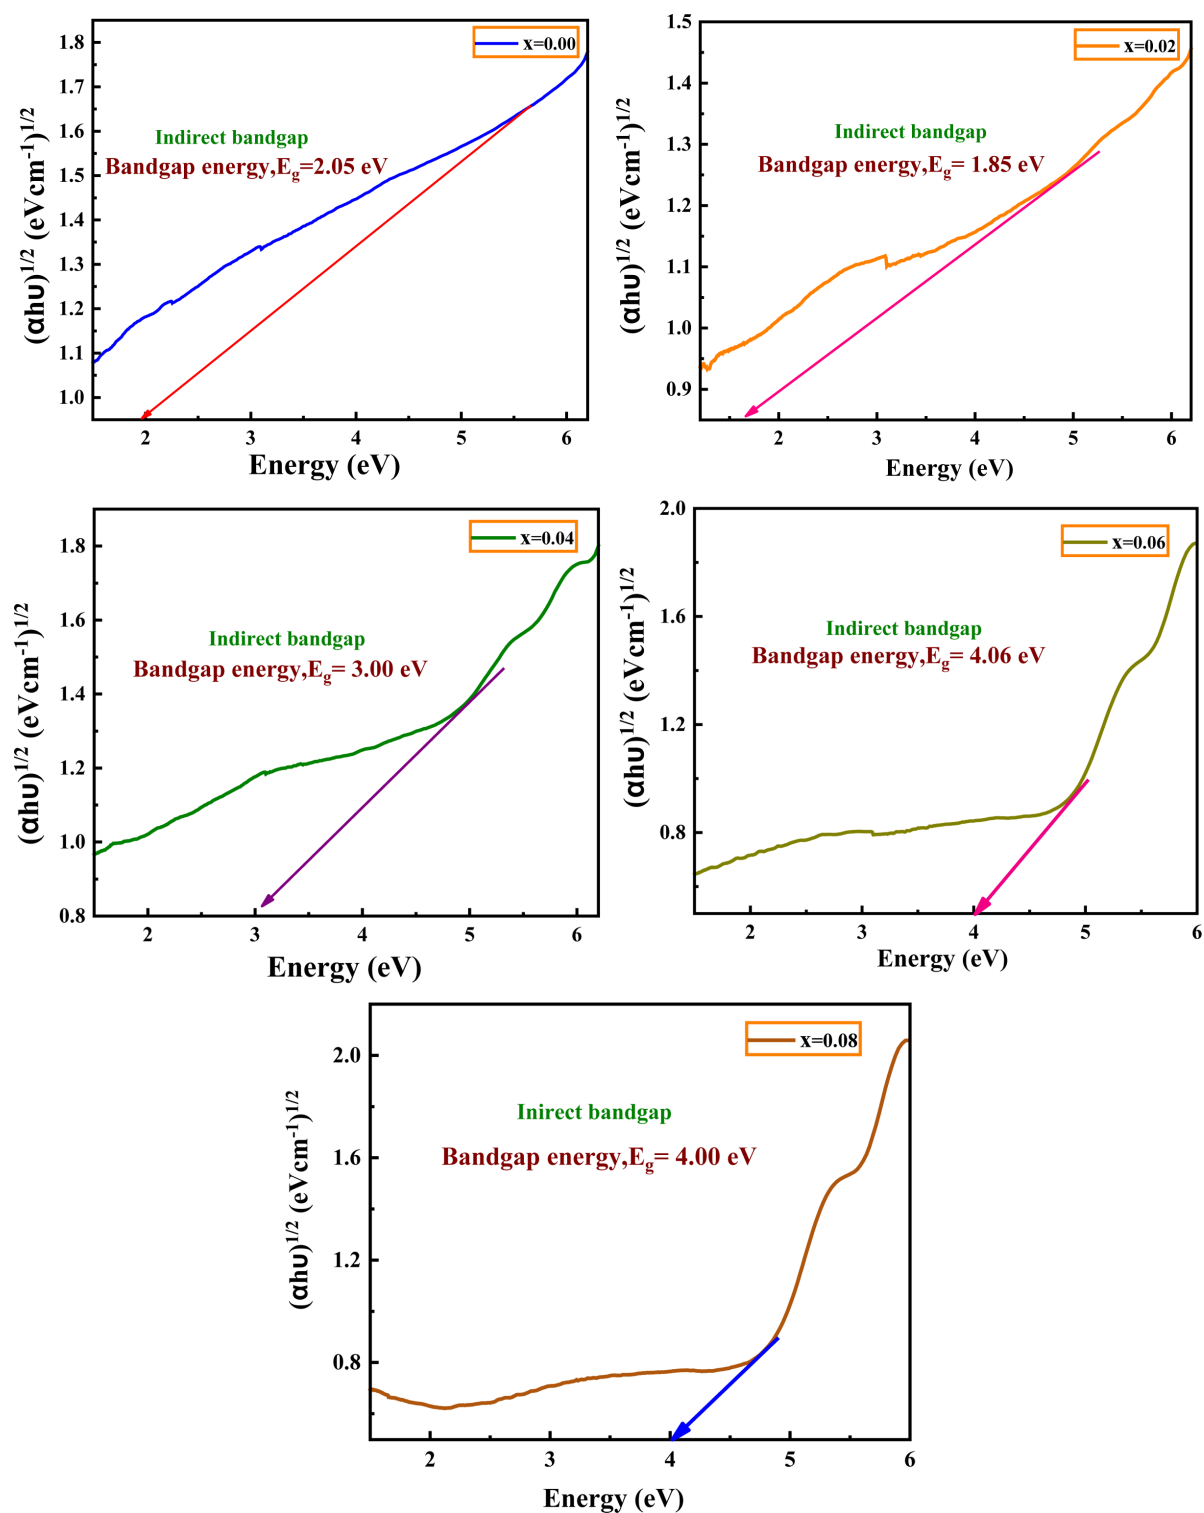 x=0.00
Indirect bandgap
Bandgap energy,Eg=2.05 eV
(αhυ)1/2 (eVcm-1)1/2
1.8
1.7
1.6
1.5
1.4
1.3
1.2
1.1
1.0
2 3 4 5 6
Energy (eV)
x=0.02
Indirect bandgap
Bandgap energy,Eg= 1.85 eV
(αhυ)1/2 (eVcm-1)1/2
1.5
1.4
1.3
1.2
1.1
1.0
0.9
2 3 4 5 6
Energy (eV)
x=0.04
Indirect bandgap
Bandgap energy,Eg= 3.00 eV
(αhυ)1/2 (eVcm-1)1/2
1.8
1.6
1.4
1.2
1.0
0.8
2 3 4 5 6
Energy (eV)
x=0.06
Indirect bandgap
Bandgap energy,Eg= 4.06 eV
(αhυ)1/2 (eVcm-1)1/2
2.0
1.6
1.2
0.8
2 3 4 5 6
Energy (eV)
x=0.08
Inirect bandgap
Bandgap energy,Eg= 4.00 eV
(αhυ)1/2 (eVcm-1)1/2
2.0
1.6
1.2
0.8
2 3 4 5 6
Energy (eV)